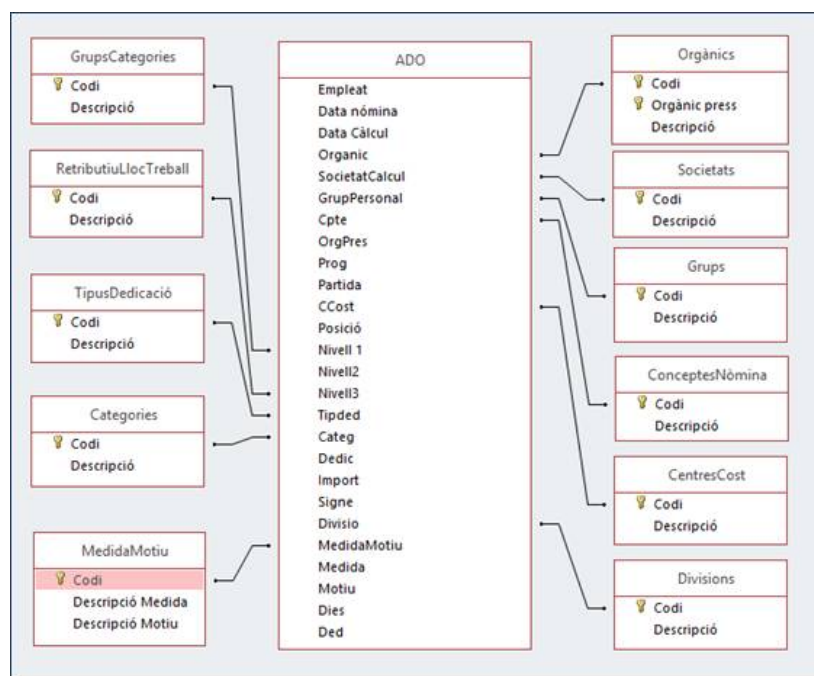 GrupsCategories
Codi
Descripció
RetributiuLlocTreball
Codi
Descripció
TipusDedicació
Codi
Descripció
Categories
Codi
Descripció
MedidaMotiu
Codi
Descripció Medida
Descripció Motiu
ADO
Empleat
Data nómina
Data Càlcul
Organic
SocietatCalcul
GrupPersonal
Cpte
OrgPres
Prog
Partida
CCost
Posició
Nivell 1
Nivell2
Nivell3
Tipded
Categ
Dedic
Import
Signe
Divisio
MedidaMotiu
Medida
Motiu
Dies
Ded
Orgànics
Codi
Orgànic press
Descripció
Societats
Codi
Descripció
Grups
Codi
Descripció
ConceptesNòmina
Codi
Descripció
CentresCost
Codi
Descripció
Divisions
Codi
Descripció